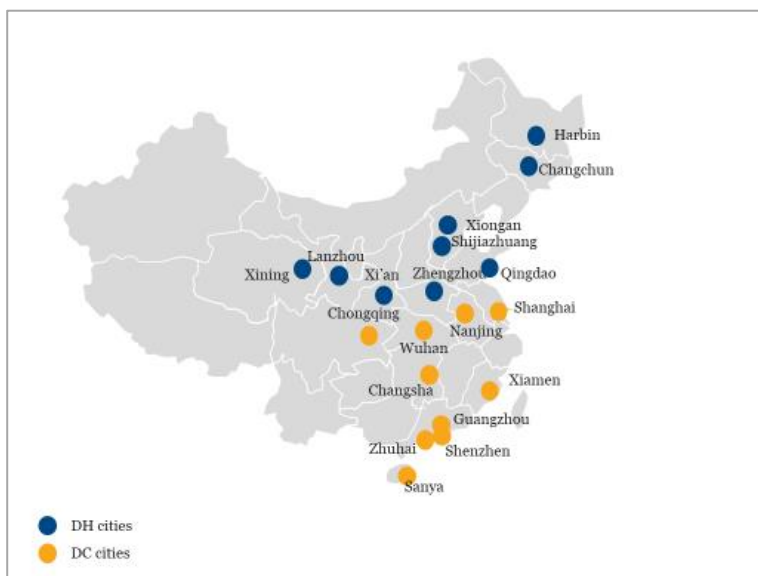 Harbin
Changchun
Xiongan
Shijiazhuang
Lanzhou
Xining
Xi'an
Zhengzhou
Qingdao
Chongqing
Shanghai
Nanjing
Wuhan
Changsha
Xiamen
Guangzhou
Zhuhai
Shenzhen
Sanya
DH cities
DC cities